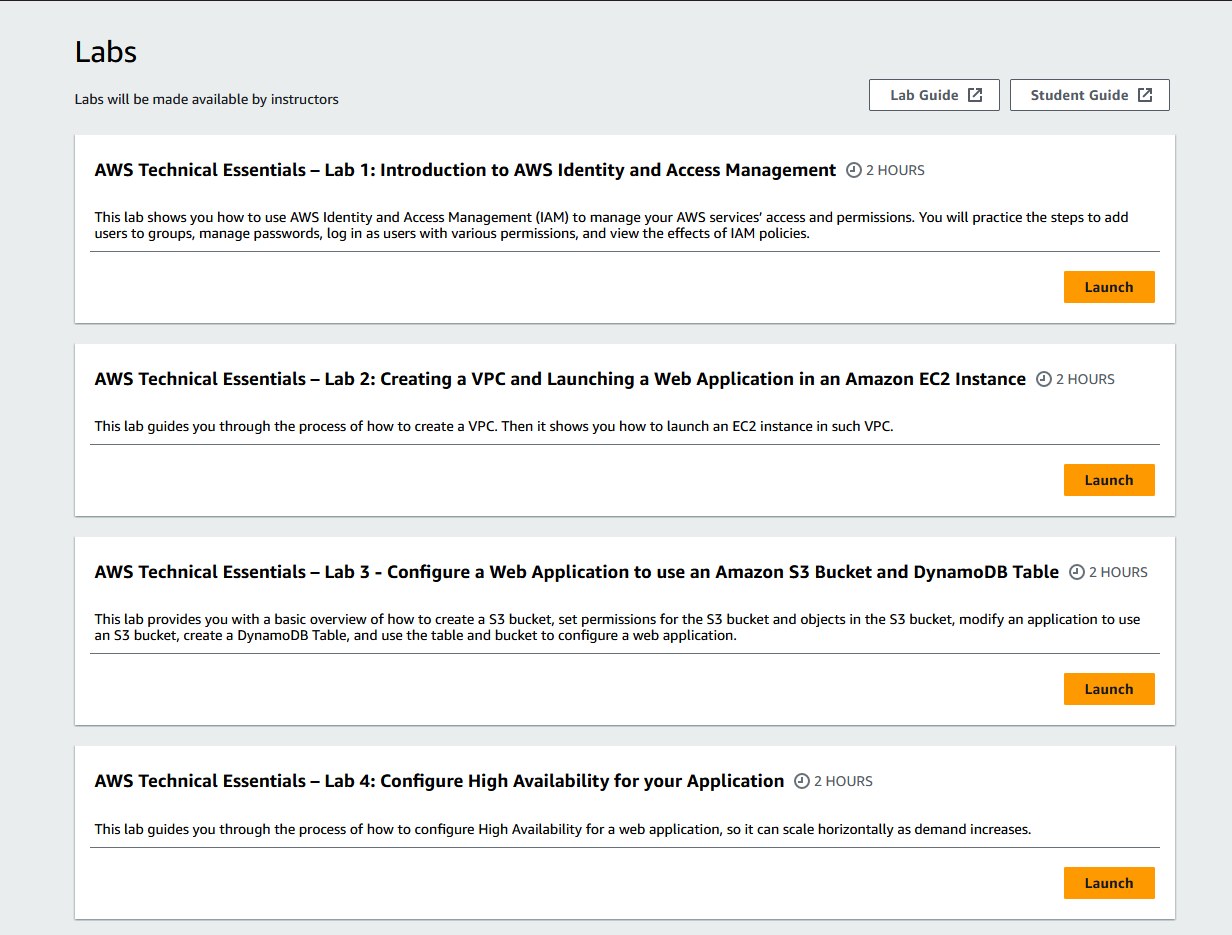 Labs
Labs will be made available by instructors
Lab Guide
Student Guide
AWS Technical Essentials – Lab 1: Introduction to AWS Identity and Access Management 2 HOURS
This lab shows you how to use AWS Identity and Access Management (IAM) to manage your AWS services’ access and permissions. You will practice the steps to add
users to groups, manage passwords, log in as users with various permissions, and view the effects of IAM policies.
Launch
AWS Technical Essentials – Lab 2: Creating a VPC and Launching a Web Application in an Amazon EC2 Instance 2 HOURS
This lab guides you through the process of how to create a VPC. Then it shows you how to launch an EC2 instance in such VPC.
Launch
AWS Technical Essentials – Lab 3 - Configure a Web Application to use an Amazon S3 Bucket and DynamoDB Table 2 HOURS
This lab provides you with a basic overview of how to create a S3 bucket, set permissions for the S3 bucket and objects in the S3 bucket, modify an application to use
an S3 bucket, create a DynamoDB Table, and use the table and bucket to configure a web application.
Launch
AWS Technical Essentials – Lab 4: Configure High Availability for your Application 2 HOURS
This lab guides you through the process of how to configure High Availability for a web application, so it can scale horizontally as demand increases.
Launch